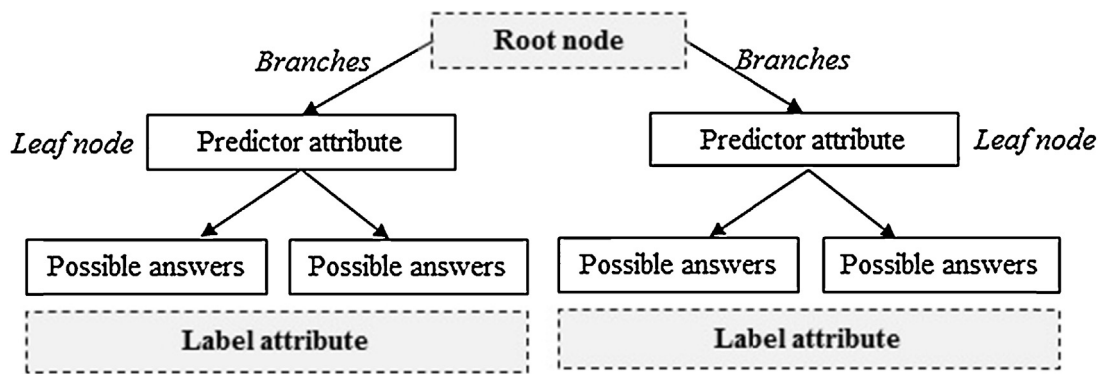 Root node
Branches
Branches
Leaf node
Predictor attribute
Predictor attribute
Leaf node
Possible answers
Possible answers
Possible answers
Possible answers
Label attribute
Label attribute